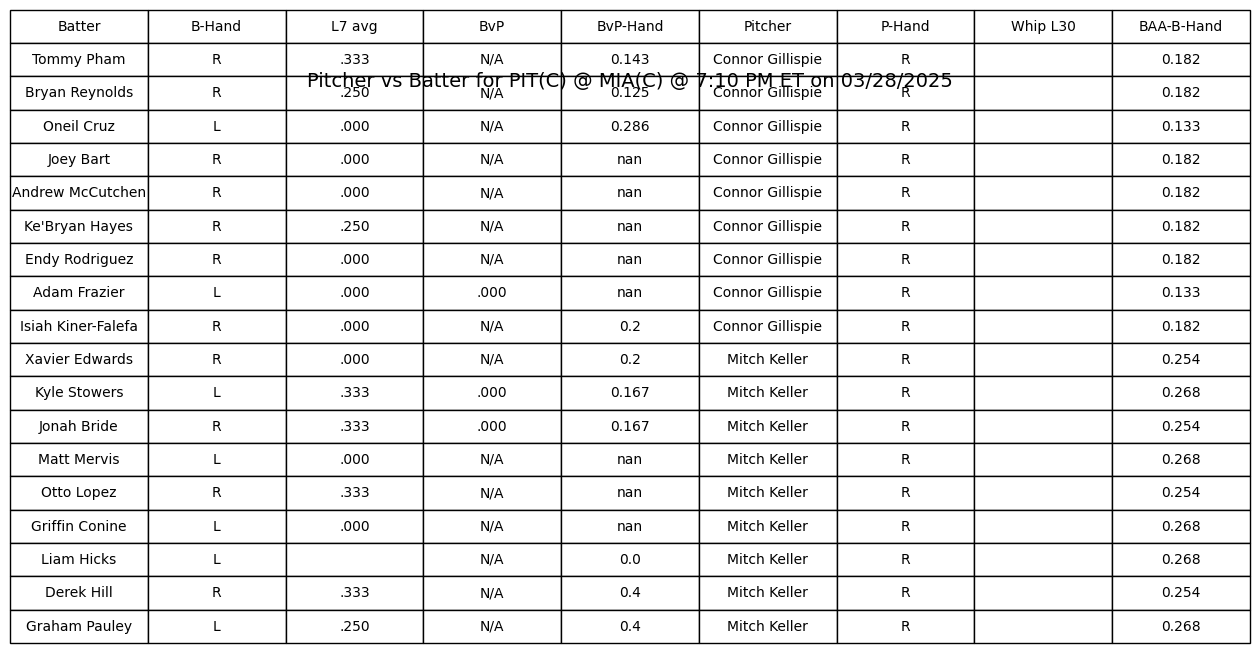 Batter B-Hand L7 avg BvP BvP-Hand Pitcher P-Hand Whip L30 BAA-B-Hand
Tommy Pham R .333 N/A 0.143 Connor Gillispie R 0.182
Pitcher vs Batter for PIT(C) @ MIA(C) @ 7:10 PM ET on 03/28/2025
Bryan Reynolds R .250 N/A 0.125 Connor Gillispie R 0.182
Oneil Cruz L .000 N/A 0.286 Connor Gillispie R 0.133
Joey Bart R .000 N/A nan Connor Gillispie R 0.182
Andrew McCutchen R .000 N/A nan Connor Gillispie R 0.182
Ke'Bryan Hayes R .250 N/A nan Connor Gillispie R 0.182
Endy Rodriguez R .000 N/A nan Connor Gillispie R 0.182
Adam Frazier L .000 .000 nan Connor Gillispie R 0.133
Isiah Kiner-Falefa R .000 N/A 0.2 Connor Gillispie R 0.182
Xavier Edwards R .000 N/A 0.2 Mitch Keller R 0.254
Kyle Stowers L .333 .000 0.167 Mitch Keller R 0.268
Jonah Bride R .333 .000 0.167 Mitch Keller R 0.254
Matt Mervis L .000 N/A nan Mitch Keller R 0.268
Otto Lopez R .333 N/A nan Mitch Keller R 0.254
Griffin Conine L .000 N/A nan Mitch Keller R 0.268
Liam Hicks L N/A 0.0 Mitch Keller R 0.268
Derek Hill R .333 N/A 0.4 Mitch Keller R 0.254
Graham Pauley L .250 N/A 0.4 Mitch Keller R 0.268